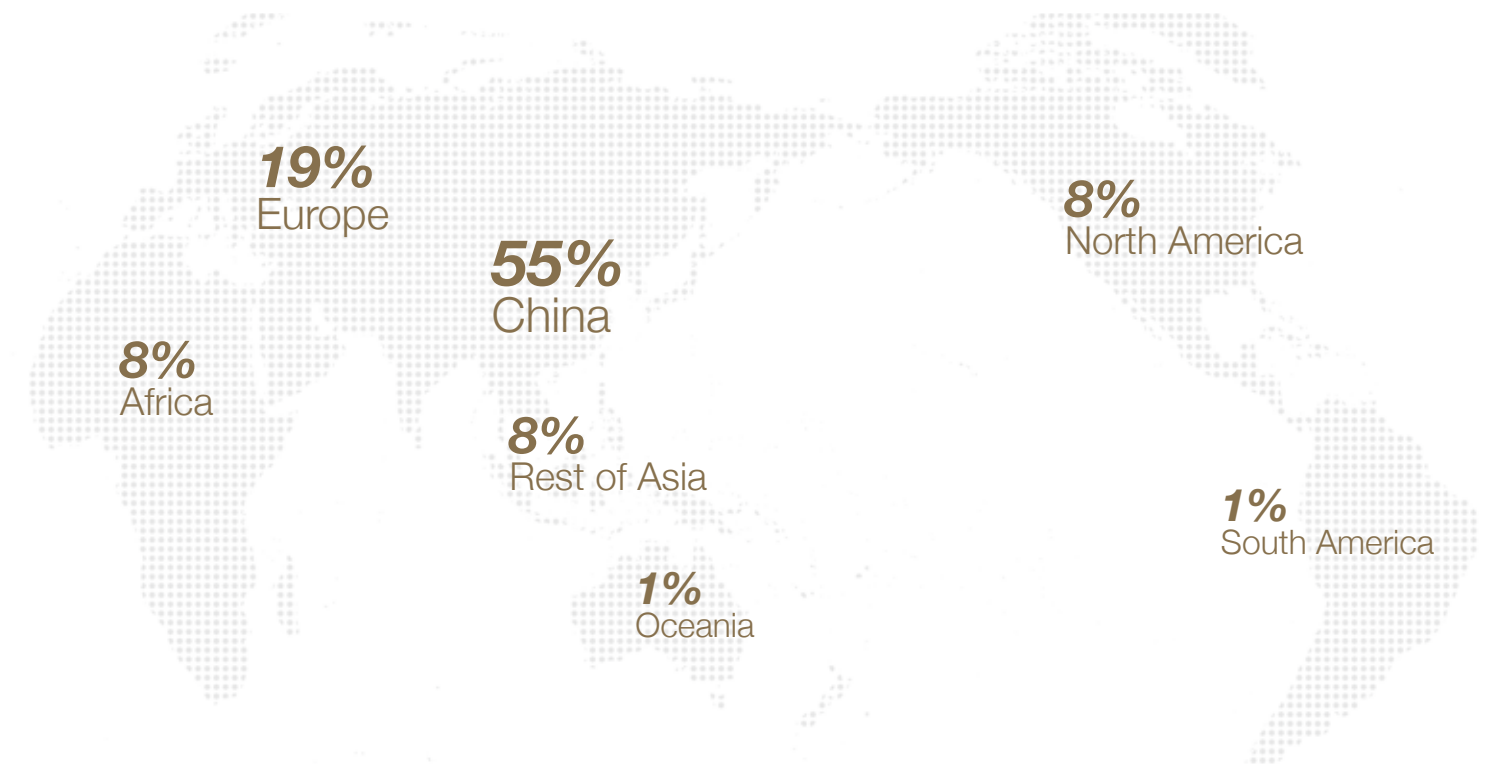 19%
Europe
55%
China
8%
North America
8%
Africa
8%
Rest of Asia
1%
South America
1%
Oceania